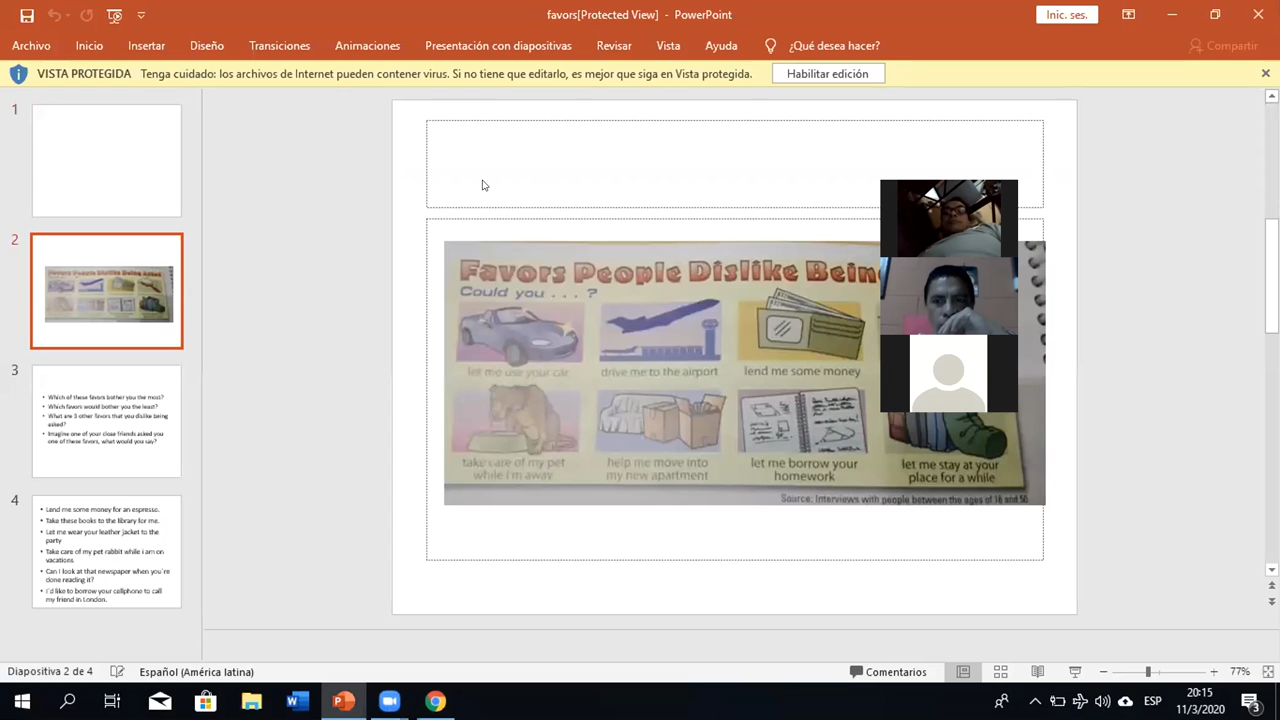 favors[Protected View] - PowerPoint
Inic. ses.
Archivo Inicio Insertar Diseño Transiciones Animaciones Presentación con diapositivas Revisar Vista Ayuda ¿Qué desea hacer? Compartir
VISTA PROTEGIDA Tenga cuidado: los archivos de Internet pueden contener virus. Si no tiene que editarlo, es mejor que siga en Vista protegida. Habilitar edición
1
2
Favors People Dislike Being Asked
3
• Which of these favors bother you the most?
• Which favors would bother you the least?
• What are 3 other favors that you dislike being
asked?
• Imagine one of your close friends asked you
one of these favors, what would you say?
4
• Lend me some money for an espresso.
• Take these books to the library for me.
• Let me wear your leather jacket to the
party
• Take care of my pet rabbit while i am on
vacations
• Can I look at that newspaper when you´re
done reading it?
• I´d like to borrow your cellphone to call
my friend in London.
Favors People Dislike Bein
Could you . . . ?
let me use your car
drive me to the airport
lend me some money
take care of my pet
while I'm away
help me move into
my new apartment
let me borrow your
homework
let me stay at your
place for a while
Source: Interviews with people between the ages of 16 and 50
Diapositiva 2 de 4 Español (América latina) Comentarios 77%
ESP
20:15
11/3/2020
3